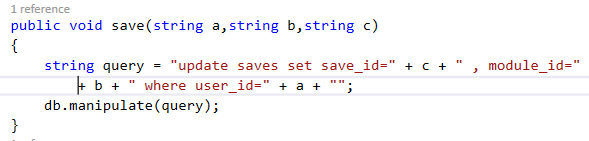 1 reference
public void save(string a,string b,string c)
{
string query = "update saves set save_id=" + c + " , module_id="
+ b + " where user_id=" + a + "";
db.manipulate(query);
}